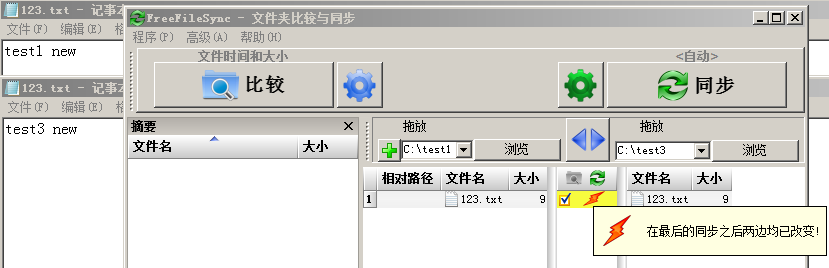 123.txt - 记事本
文件(F) 编辑(E) 格
test1 new
123.txt - 记事本
文件(F) 编辑(E) 格
test3 new
FreeFileSync - 文件夹比较与同步
程序(P) 高级(A) 帮助(H)
文件时间和大小
<自动>
比较
同步
摘要
文件名 大小
拖放
C:\test1 浏览
拖放
C:\test3 浏览
相对路径 文件名 大小
文件名 大小
1 123.txt 9
123.txt 9
在最后的同步之后两边均已改变!